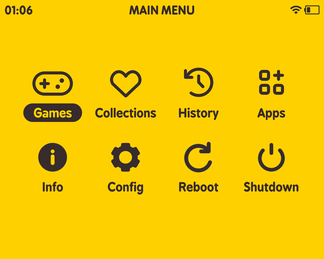 01:06 MAIN MENU
Games Collections History Apps
Info Config Reboot Shutdown